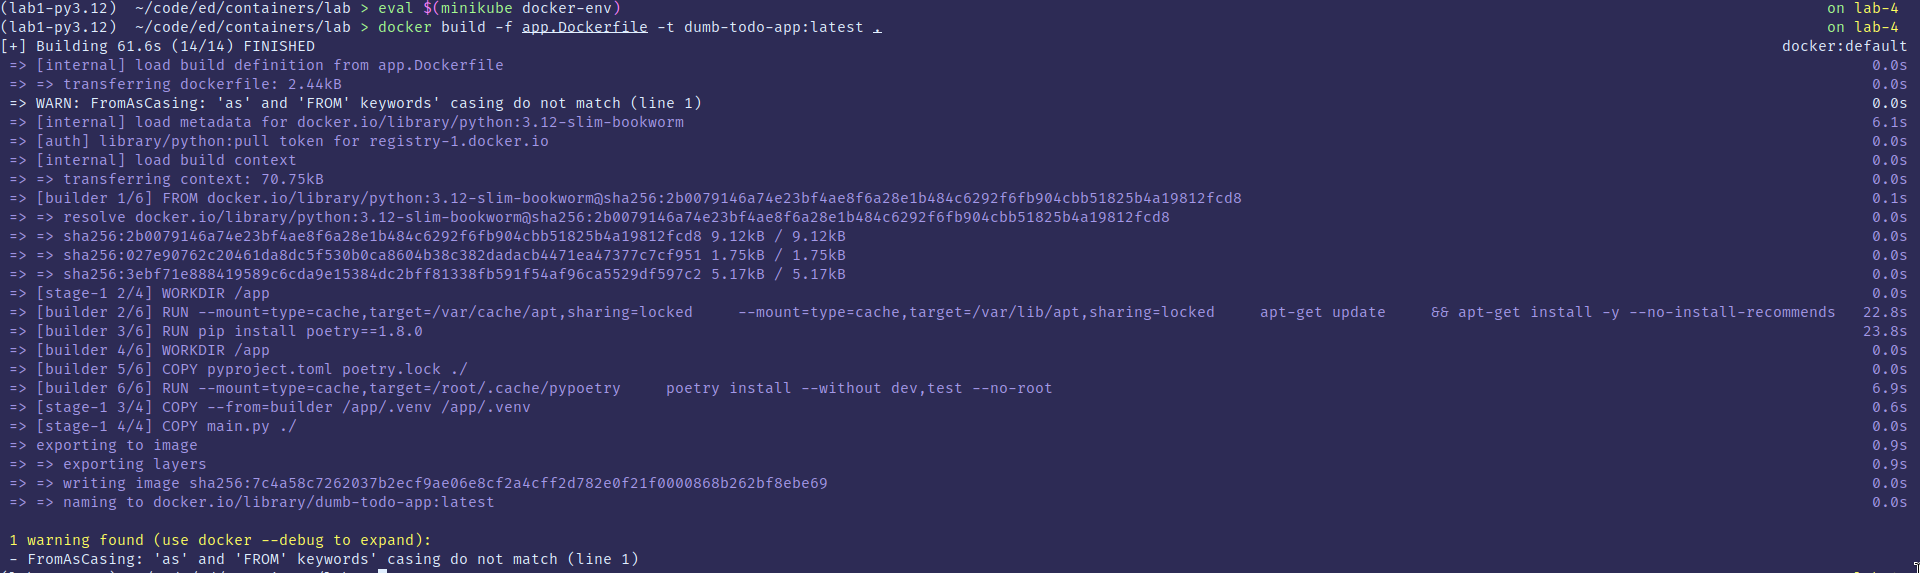 (lab1-py3.12) ~/code/ed/containers/lab > eval $(minikube docker-env) on lab-4
(lab1-py3.12) ~/code/ed/containers/lab > docker build -f app.Dockerfile -t dumb-todo-app:latest . on lab-4
[+] Building 61.6s (14/14) FINISHED docker:default
=> [internal] load build definition from app.Dockerfile 0.0s
=> => transferring dockerfile: 2.44kB 0.0s
=> WARN: FromAsCasing: 'as' and 'FROM' keywords' casing do not match (line 1) 0.0s
=> [internal] load metadata for docker.io/library/python:3.12-slim-bookworm 6.1s
=> [auth] library/python:pull token for registry-1.docker.io 0.0s
=> [internal] load build context 0.0s
=> => transferring context: 70.75kB 0.0s
=> [builder 1/6] FROM docker.io/library/python:3.12-slim-bookworm@sha256:2b0079146a74e23bf4ae8f6a28e1b484c6292f6fb904cbb51825b4a19812fcd8 0.1s
=> => resolve docker.io/library/python:3.12-slim-bookworm@sha256:2b0079146a74e23bf4ae8f6a28e1b484c6292f6fb904cbb51825b4a19812fcd8 0.0s
=> => sha256:2b0079146a74e23bf4ae8f6a28e1b484c6292f6fb904cbb51825b4a19812fcd8 9.12kB / 9.12kB 0.0s
=> => sha256:027e90762c20461da8dc5f530b0ca8604b38c382dadacb4471ea47377c7cf951 1.75kB / 1.75kB 0.0s
=> => sha256:3ebf71e888419589c6cda9e15384dc2bff81338fb591f54af96ca5529df597c2 5.17kB / 5.17kB 0.0s
=> [stage-1 2/4] WORKDIR /app 0.0s
=> [builder 2/6] RUN --mount=type=cache,target=/var/cache/apt,sharing=locked --mount=type=cache,target=/var/lib/apt,sharing=locked apt-get update && apt-get install -y --no-install-recommends 22.8s
=> [builder 3/6] RUN pip install poetry==1.8.0 23.8s
=> [builder 4/6] WORKDIR /app 0.0s
=> [builder 5/6] COPY pyproject.toml poetry.lock ./ 0.0s
=> [builder 6/6] RUN --mount=type=cache,target=/root/.cache/pypoetry poetry install --without dev,test --no-root 6.9s
=> [stage-1 3/4] COPY --from=builder /app/.venv /app/.venv 0.6s
=> [stage-1 4/4] COPY main.py ./ 0.0s
=> exporting to image 0.9s
=> => exporting layers 0.9s
=> => writing image sha256:7c4a58c7262037b2ecf9ae06e8cf2a4cff2d782e0f21f0000868b262bf8ebe69 0.0s
=> => naming to docker.io/library/dumb-todo-app:latest 0.0s
1 warning found (use docker --debug to expand):
- FromAsCasing: 'as' and 'FROM' keywords' casing do not match (line 1)